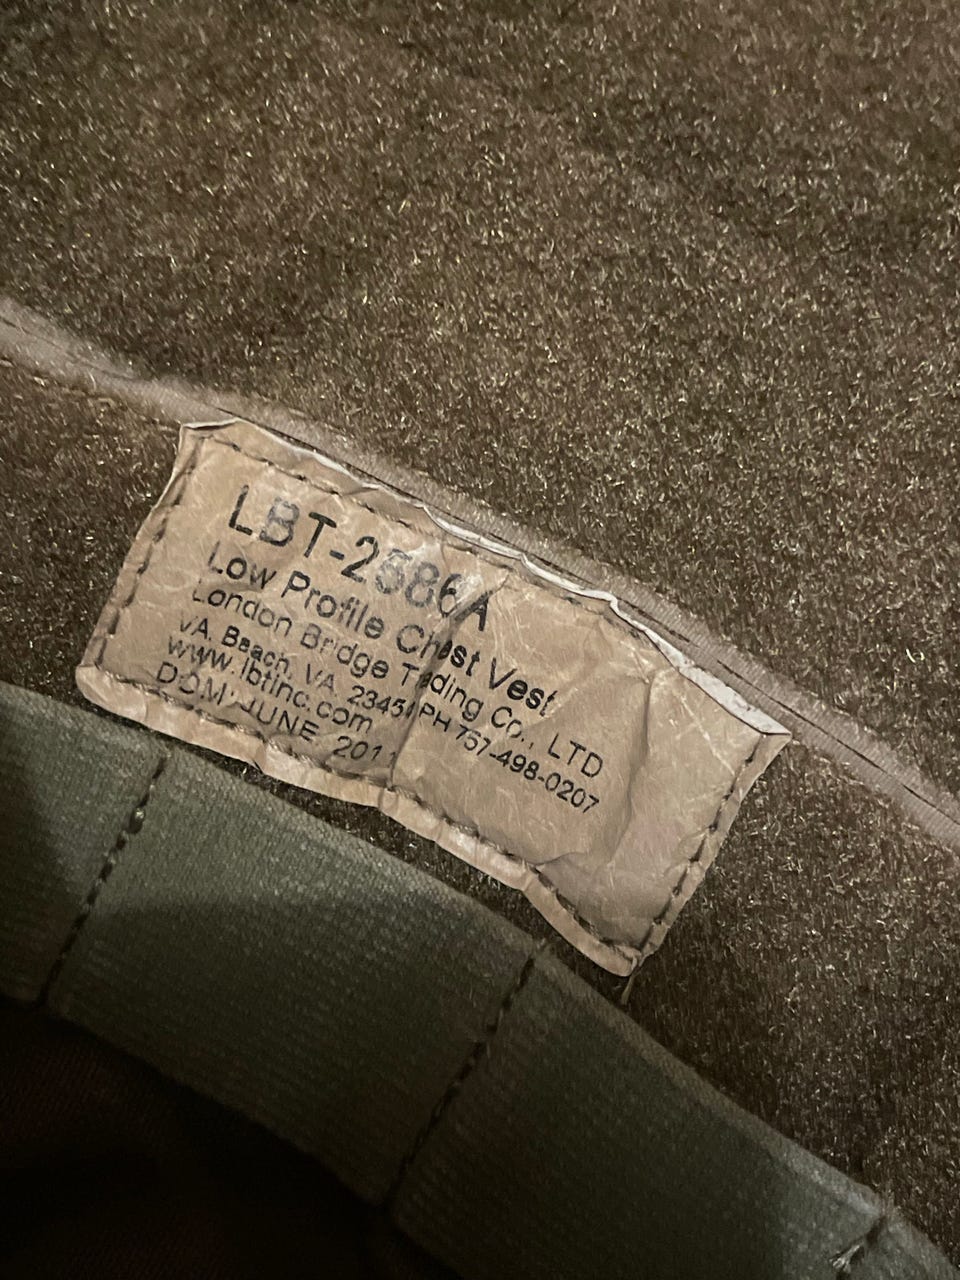 LBT-2586A
Low Profile Chest Vest
London Bridge Trading Co., LTD
VA. Beach, VA. 23454 PH 757-498-0207
www.lbtinc.com
DOM: JUNE 2011